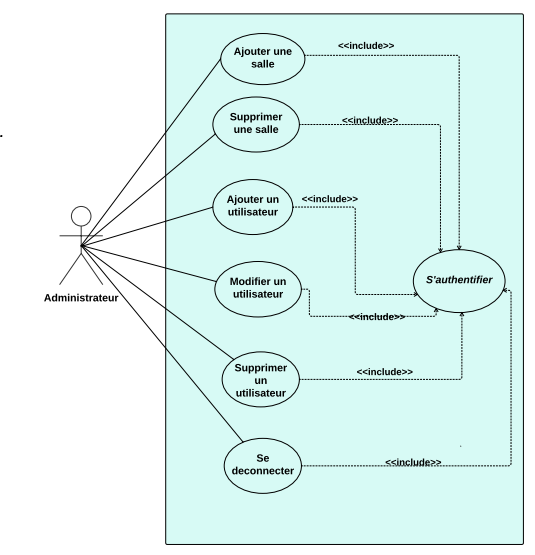 Ajouter une
salle
<<include>>
Supprimer
une salle
<<include>>
Ajouter un
utilisateur
<<include>>
S'authentifier
Modifier un
utilisateur
Administrateur
<<include>>
Supprimer
un
utilisateur
<<include>>
Se
deconnecter
<<include>>